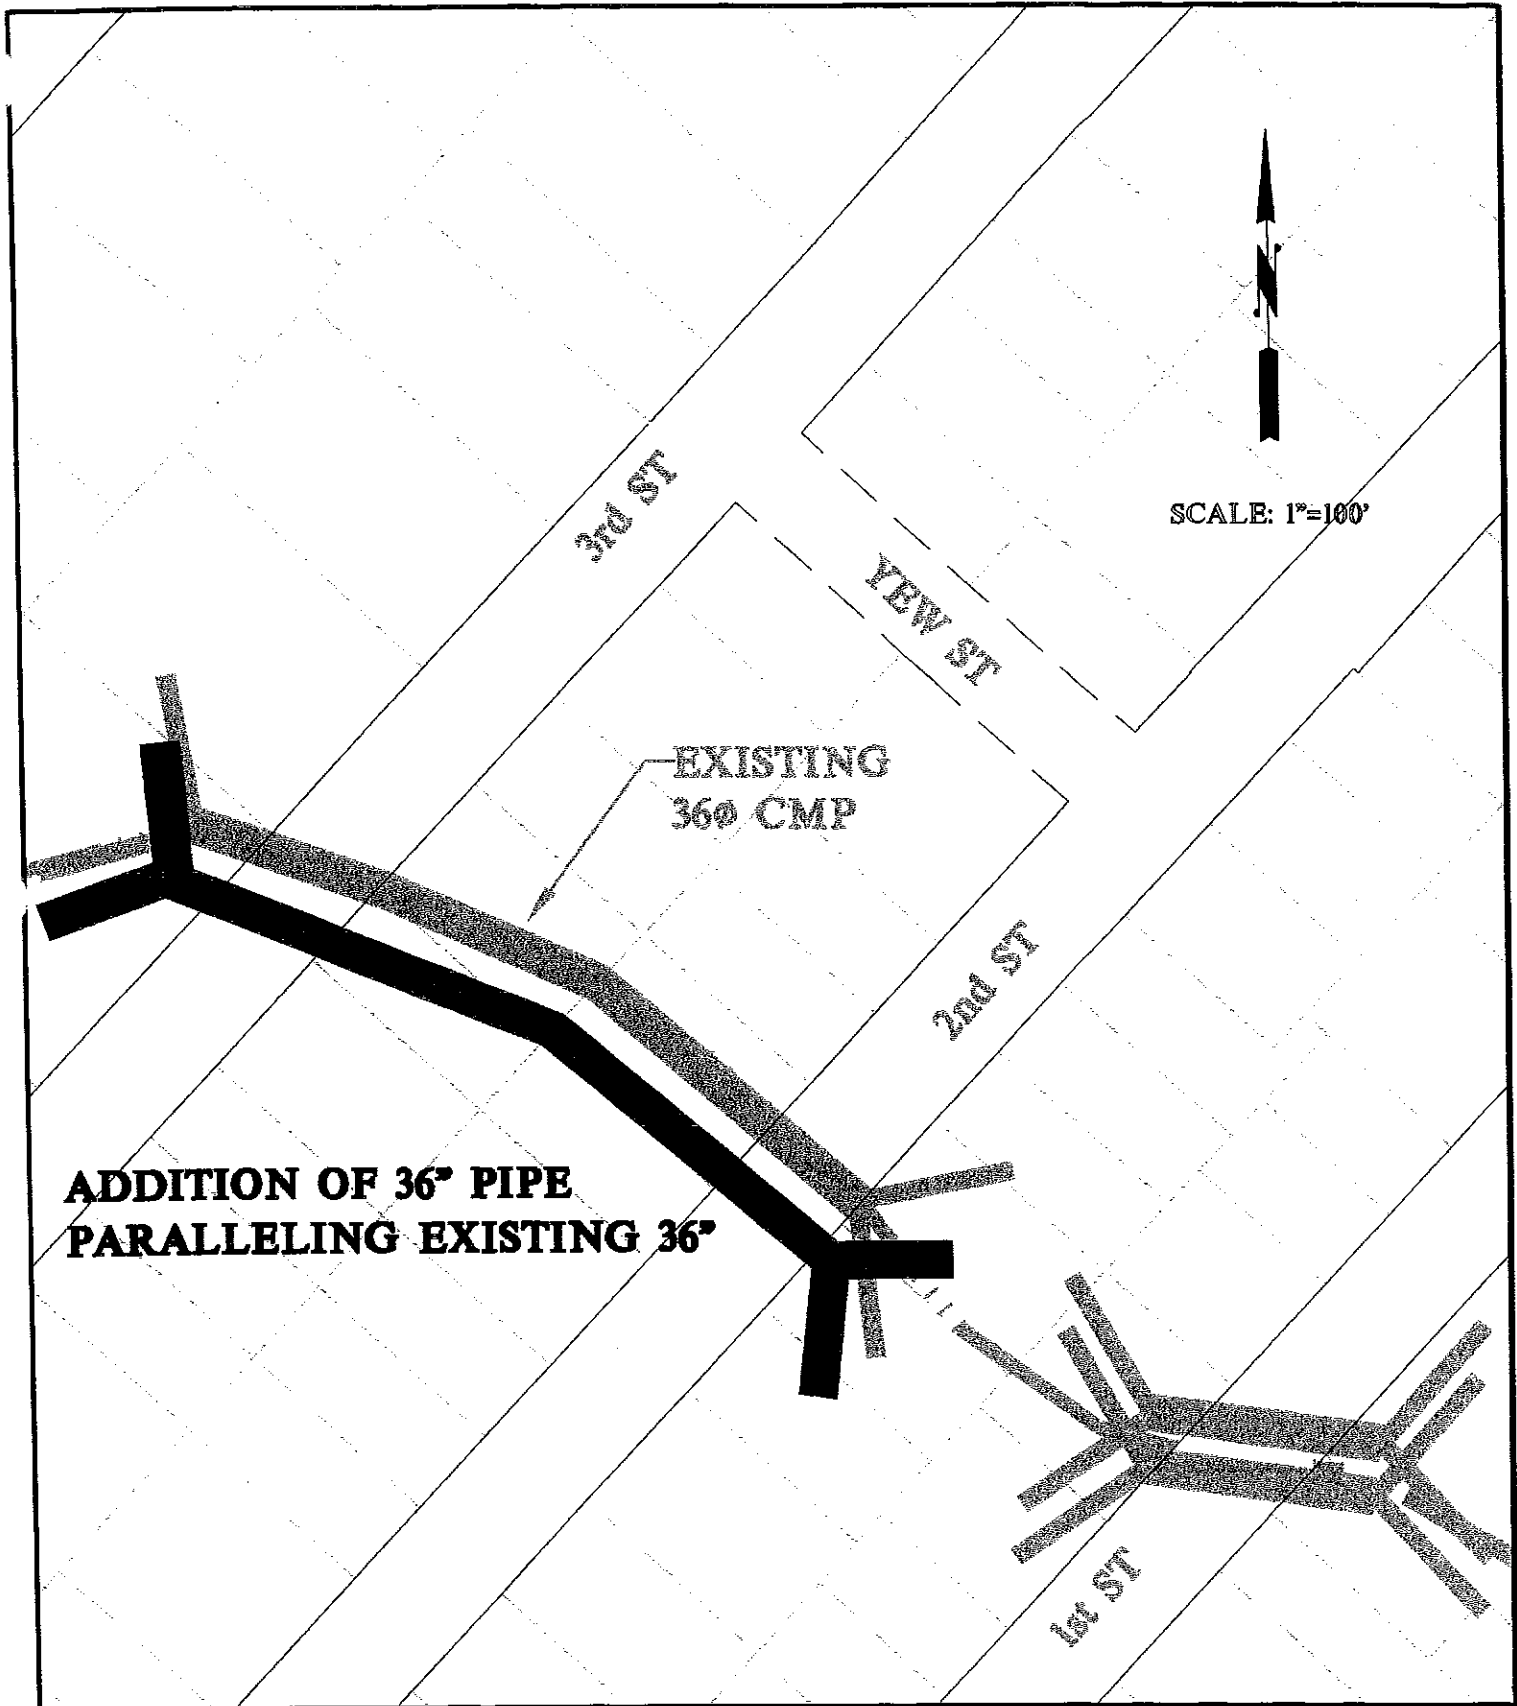 3rd ST
SCALE: 1"=100'
YEW ST
EXISTING
36ø CMP
2nd ST
ADDITION OF 36" PIPE
PARALLELING EXISTING 36"
1st ST
N